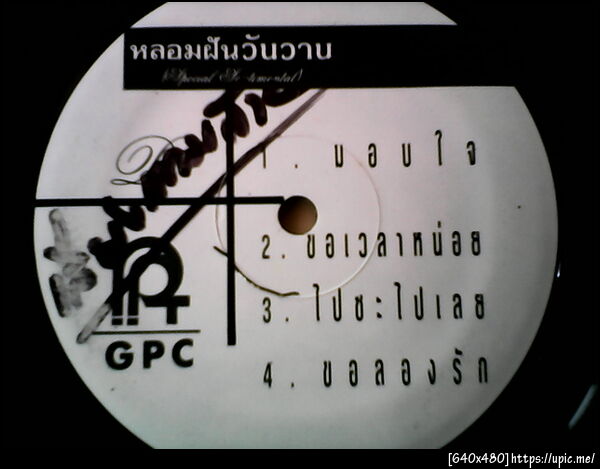 หลอมฝันวันวาน
(Special Instrumental)
1. มอบใจ
2. ขอเวลาหน่อย
3. ไปซะไปเลย
4. ขอลองรัก
GPC
[640x480]https://upic.me/